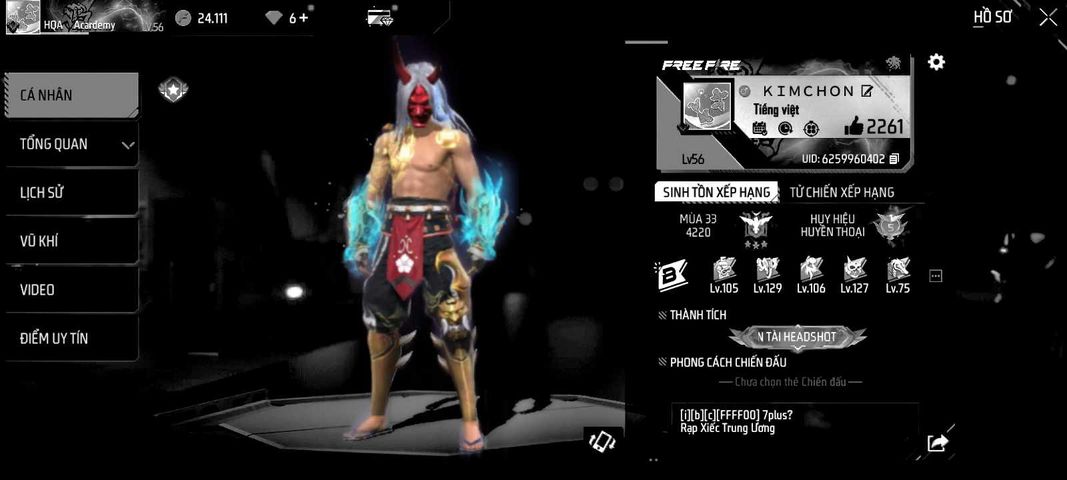 HQA Acardemy
Lv.56
24.111
6+
HỒ SƠ
CÁ NHÂN
TỔNG QUAN
LỊCH SỬ
VŨ KHÍ
VIDEO
ĐIỂM UY TÍN
FREE FIRE
KIMCHON
Tiếng việt
2261
Lv56
UID: 6259960402
SINH TỒN XẾP HẠNG
TỬ CHIẾN XẾP HẠNG
MÙA 33
4220
HUY HIỆU
HUYỀN THOẠI
5
B
Lv.105
Lv.129
Lv.106
Lv.127
Lv.75
THÀNH TÍCH
N TÀI HEADSHOT
PHONG CÁCH CHIẾN ĐẤU
Chưa chọn thẻ Chiến đấu
[i][b][c][FFFF00] 7plus?
Rạp Xiếc Trung Ương